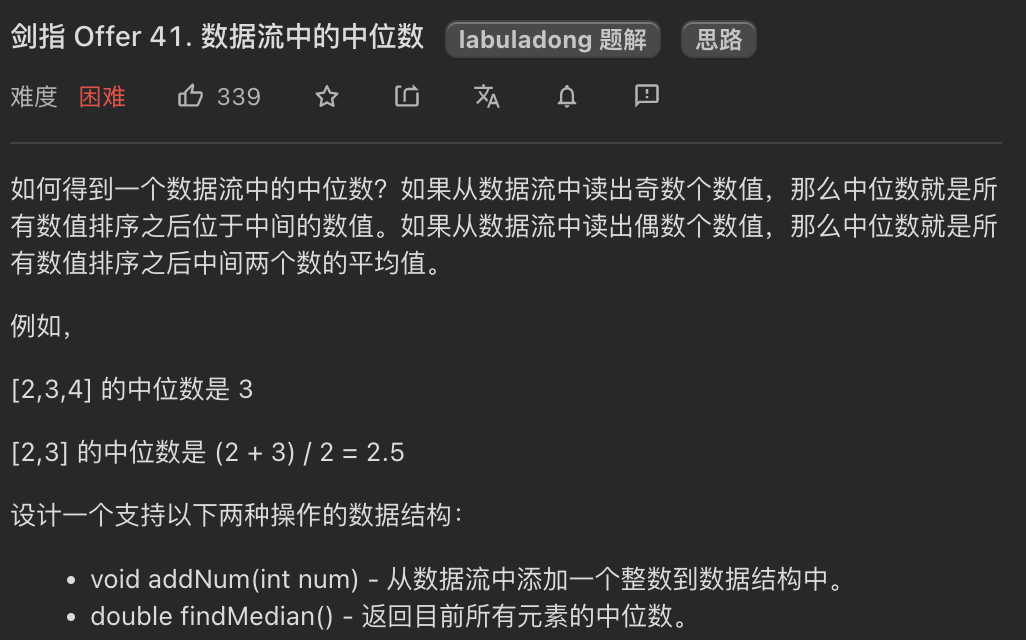 剑指 Offer 41. 数据流中的中位数 labuladong 题解 思路
难度 困难 339
如何得到一个数据流中的中位数？如果从数据流中读出奇数个数值，那么中位数就是所
有数值排序之后位于中间的数值。如果从数据流中读出偶数个数值，那么中位数就是所
有数值排序之后中间两个数的平均值。
例如，
[2,3,4] 的中位数是 3
[2,3] 的中位数是 (2 + 3) / 2 = 2.5
设计一个支持以下两种操作的数据结构：
• void addNum(int num) - 从数据流中添加一个整数到数据结构中。
• double findMedian() - 返回目前所有元素的中位数。